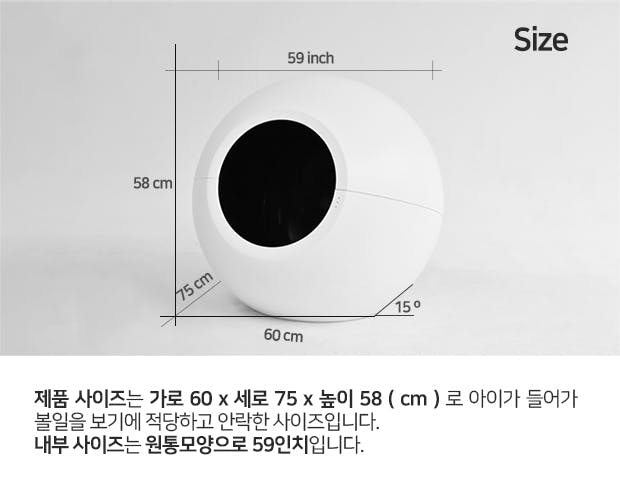 Size
59 inch
58 cm
75 cm
15 º
60 cm
제품 사이즈는 가로 60 x 세로 75 x 높이 58 ( cm ) 로 아이가 들어가
볼일을 보기에 적당하고 안락한 사이즈입니다.
내부 사이즈는 원통모양으로 59인치입니다.